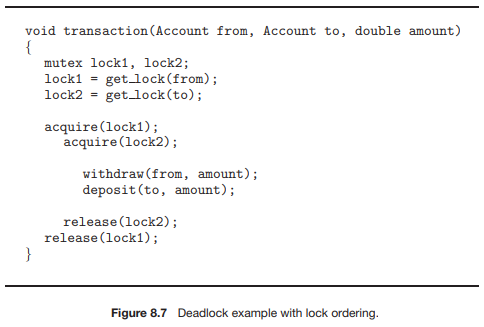 void transaction(Account from, Account to, double amount)
{
mutex lock1, lock2;
lock1 = get_lock(from);
lock2 = get_lock(to);
acquire(lock1);
acquire(lock2);
withdraw(from, amount);
deposit(to, amount);
release(lock2);
release(lock1);
}
Figure 8.7 Deadlock example with lock ordering.